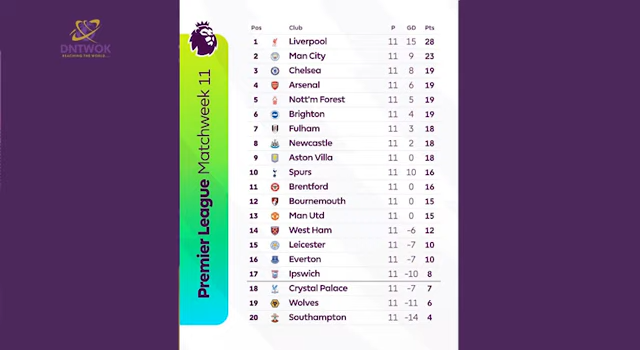 DNTWOK
REACHING THE WORLD...
Premier League Matchweek 11
Pos Club P GD Pts
1 Liverpool 11 15 28
2 Man City 11 9 23
3 Chelsea 11 8 19
4 Arsenal 11 6 19
5 Nott'm Forest 11 5 19
6 Brighton 11 4 19
7 Fulham 11 3 18
8 Newcastle 11 2 18
9 Aston Villa 11 0 18
10 Spurs 11 10 16
11 Brentford 11 0 16
12 Bournemouth 11 0 15
13 Man Utd 11 0 15
14 West Ham 11 -6 12
15 Leicester 11 -7 10
16 Everton 11 -7 10
17 Ipswich 11 -10 8
18 Crystal Palace 11 -7 7
19 Wolves 11 -11 6
20 Southampton 11 -14 4